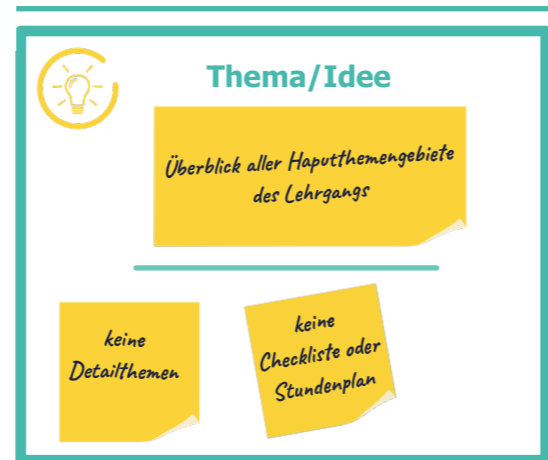 Thema/Idee
Überblick aller Haputthemengebiete
des Lehrgangs
keine
Detailthemen
keine
Checkliste oder
Stundenplan